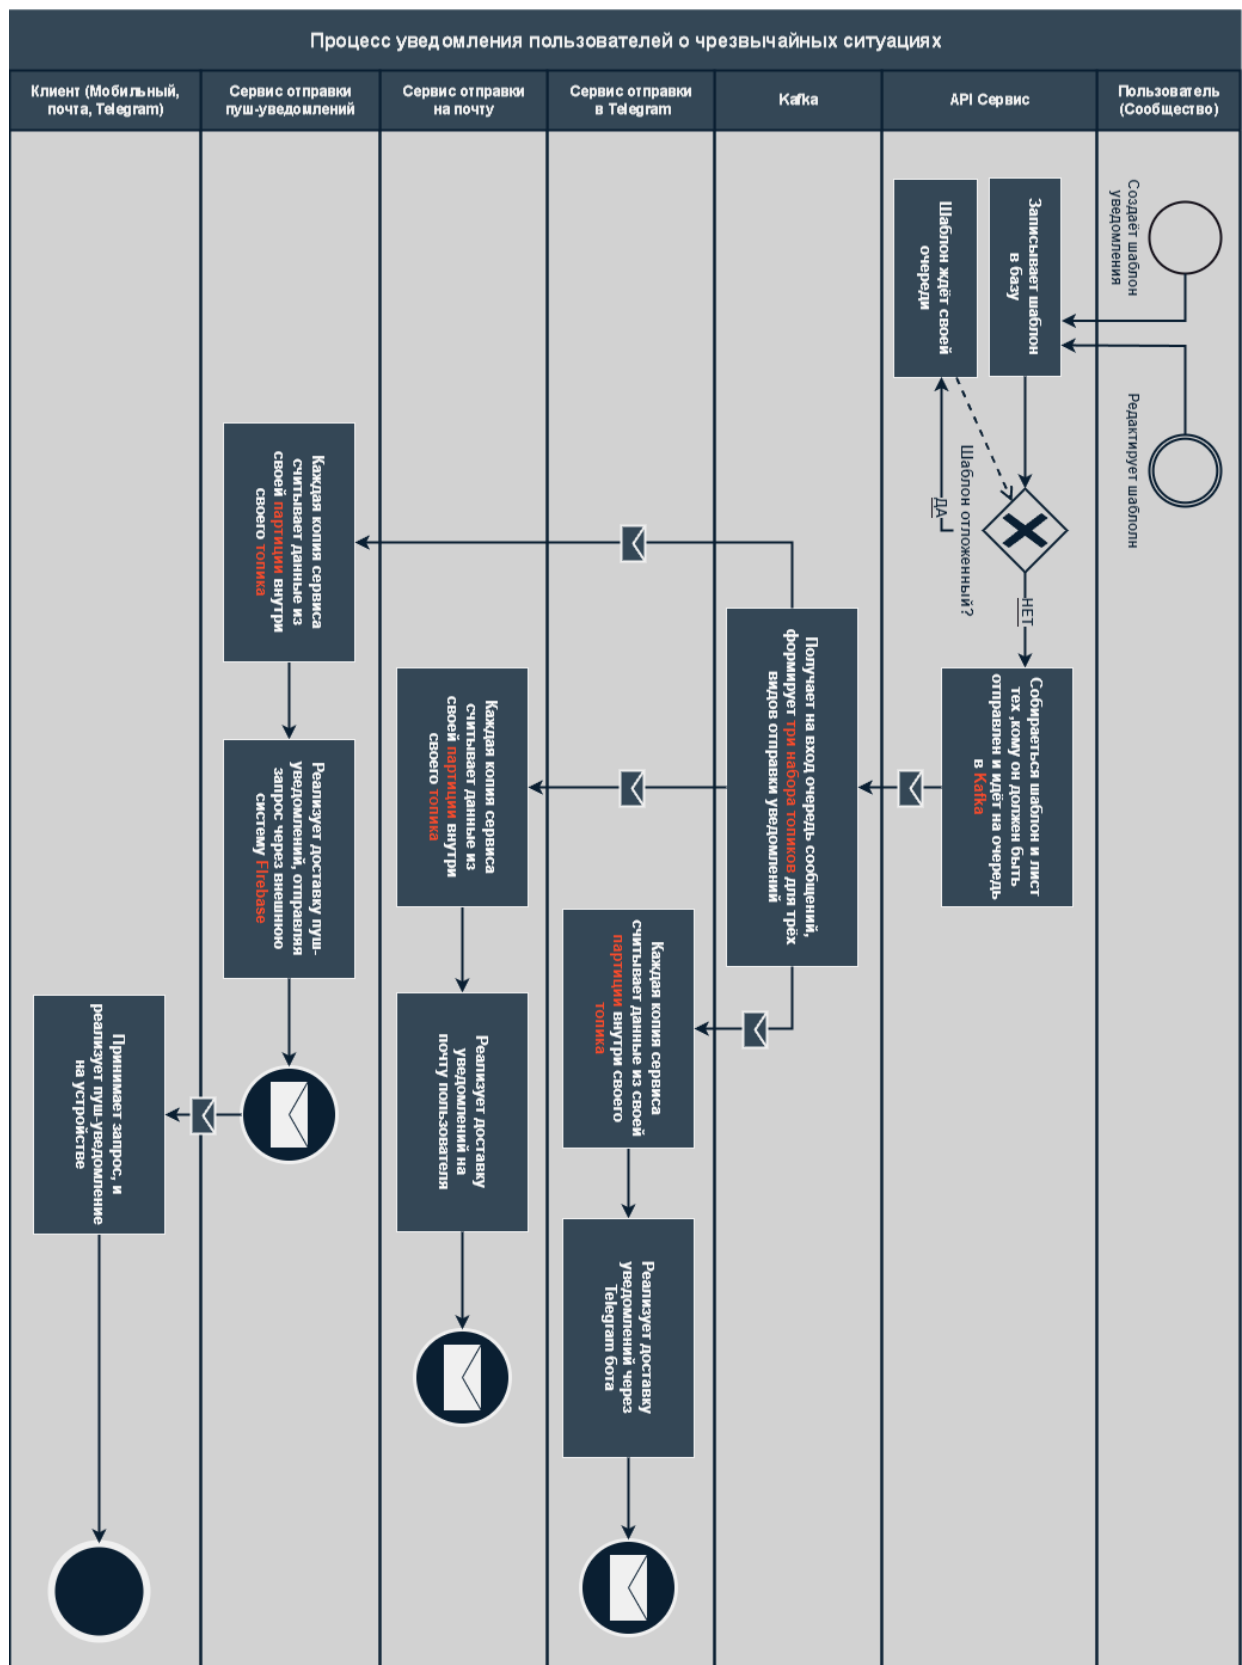 Процесс уведомления пользователей о чрезвычайных ситуациях
Клиент (Мобильный,
почта, Telegram)
Сервис отправки
пуш-уведомлений
Сервис отправки
на почту
Сервис отправки
в Telegram
Kafka
API Сервис
Пользователь
(Сообщество)
Создаёт шаблон
уведомления
Редактирует шаблолн
Записывает шаблон
в базу
Шаблон ждёт своей
очереди
Шаблон отложенный?
ДА
НЕТ
Собираеться шаблон и лист
тех ,кому он должен быть
отправлен и идёт на очередь
в Kafka
Получает на вход очередь сообщений,
формирует три набора топиков для трёх
видов отправки уведомлений
Каждая копия сервиса
считывает данные из
своей партиции внутри
своего топика
Реализует доставку пуш-
уведомлений, отправляя
запрос через внешнюю
систему FIrebase
Каждая копия сервиса
считывает данные из
своей партиции внутри
своего топика
Реализует доставку
уведомлений на
почту пользователя
Каждая копия сервиса
считывает данные из своей
партиции внутри своего
топика
Реализует доставку
уведомлений через
Telegram бота
Принимает запрос, и
реализует пуш-уведомление
на устройстве